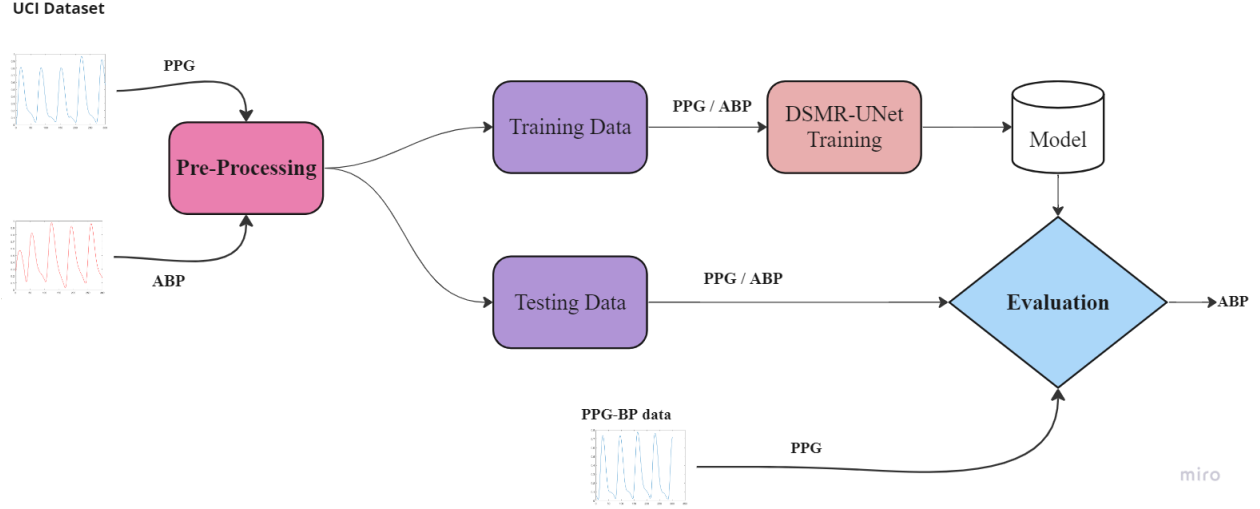 UCI Dataset
PPG
Pre-Processing
ABP
Training Data
PPG / ABP
DSMR-UNet
Training
Model
Testing Data
PPG / ABP
Evaluation
ABP
PPG-BP data
PPG
miro